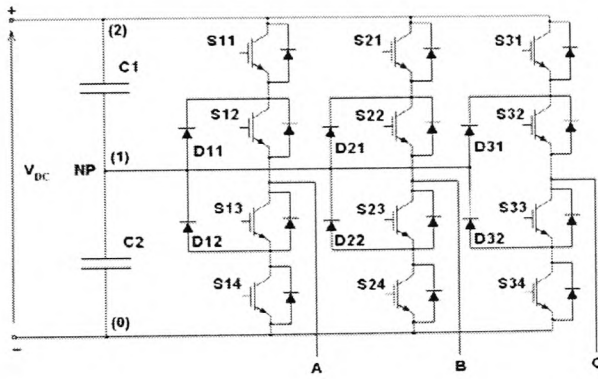 +
(2)
S11
S21
S31
C1
S12
S22
S32
D11
D21
D31
(1)
V_DC
NP
S13
S23
S33
C2
D12
D22
D32
S14
S24
S34
(0)
−
A
B
C